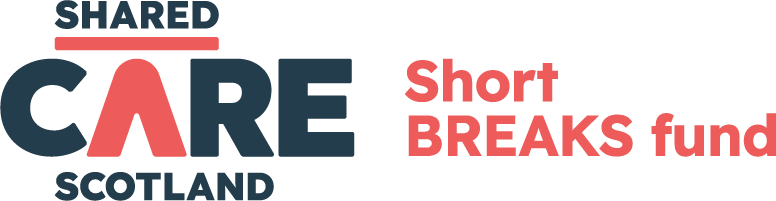 SHARED
CARE
SCOTLAND
Short
BREAKS fund